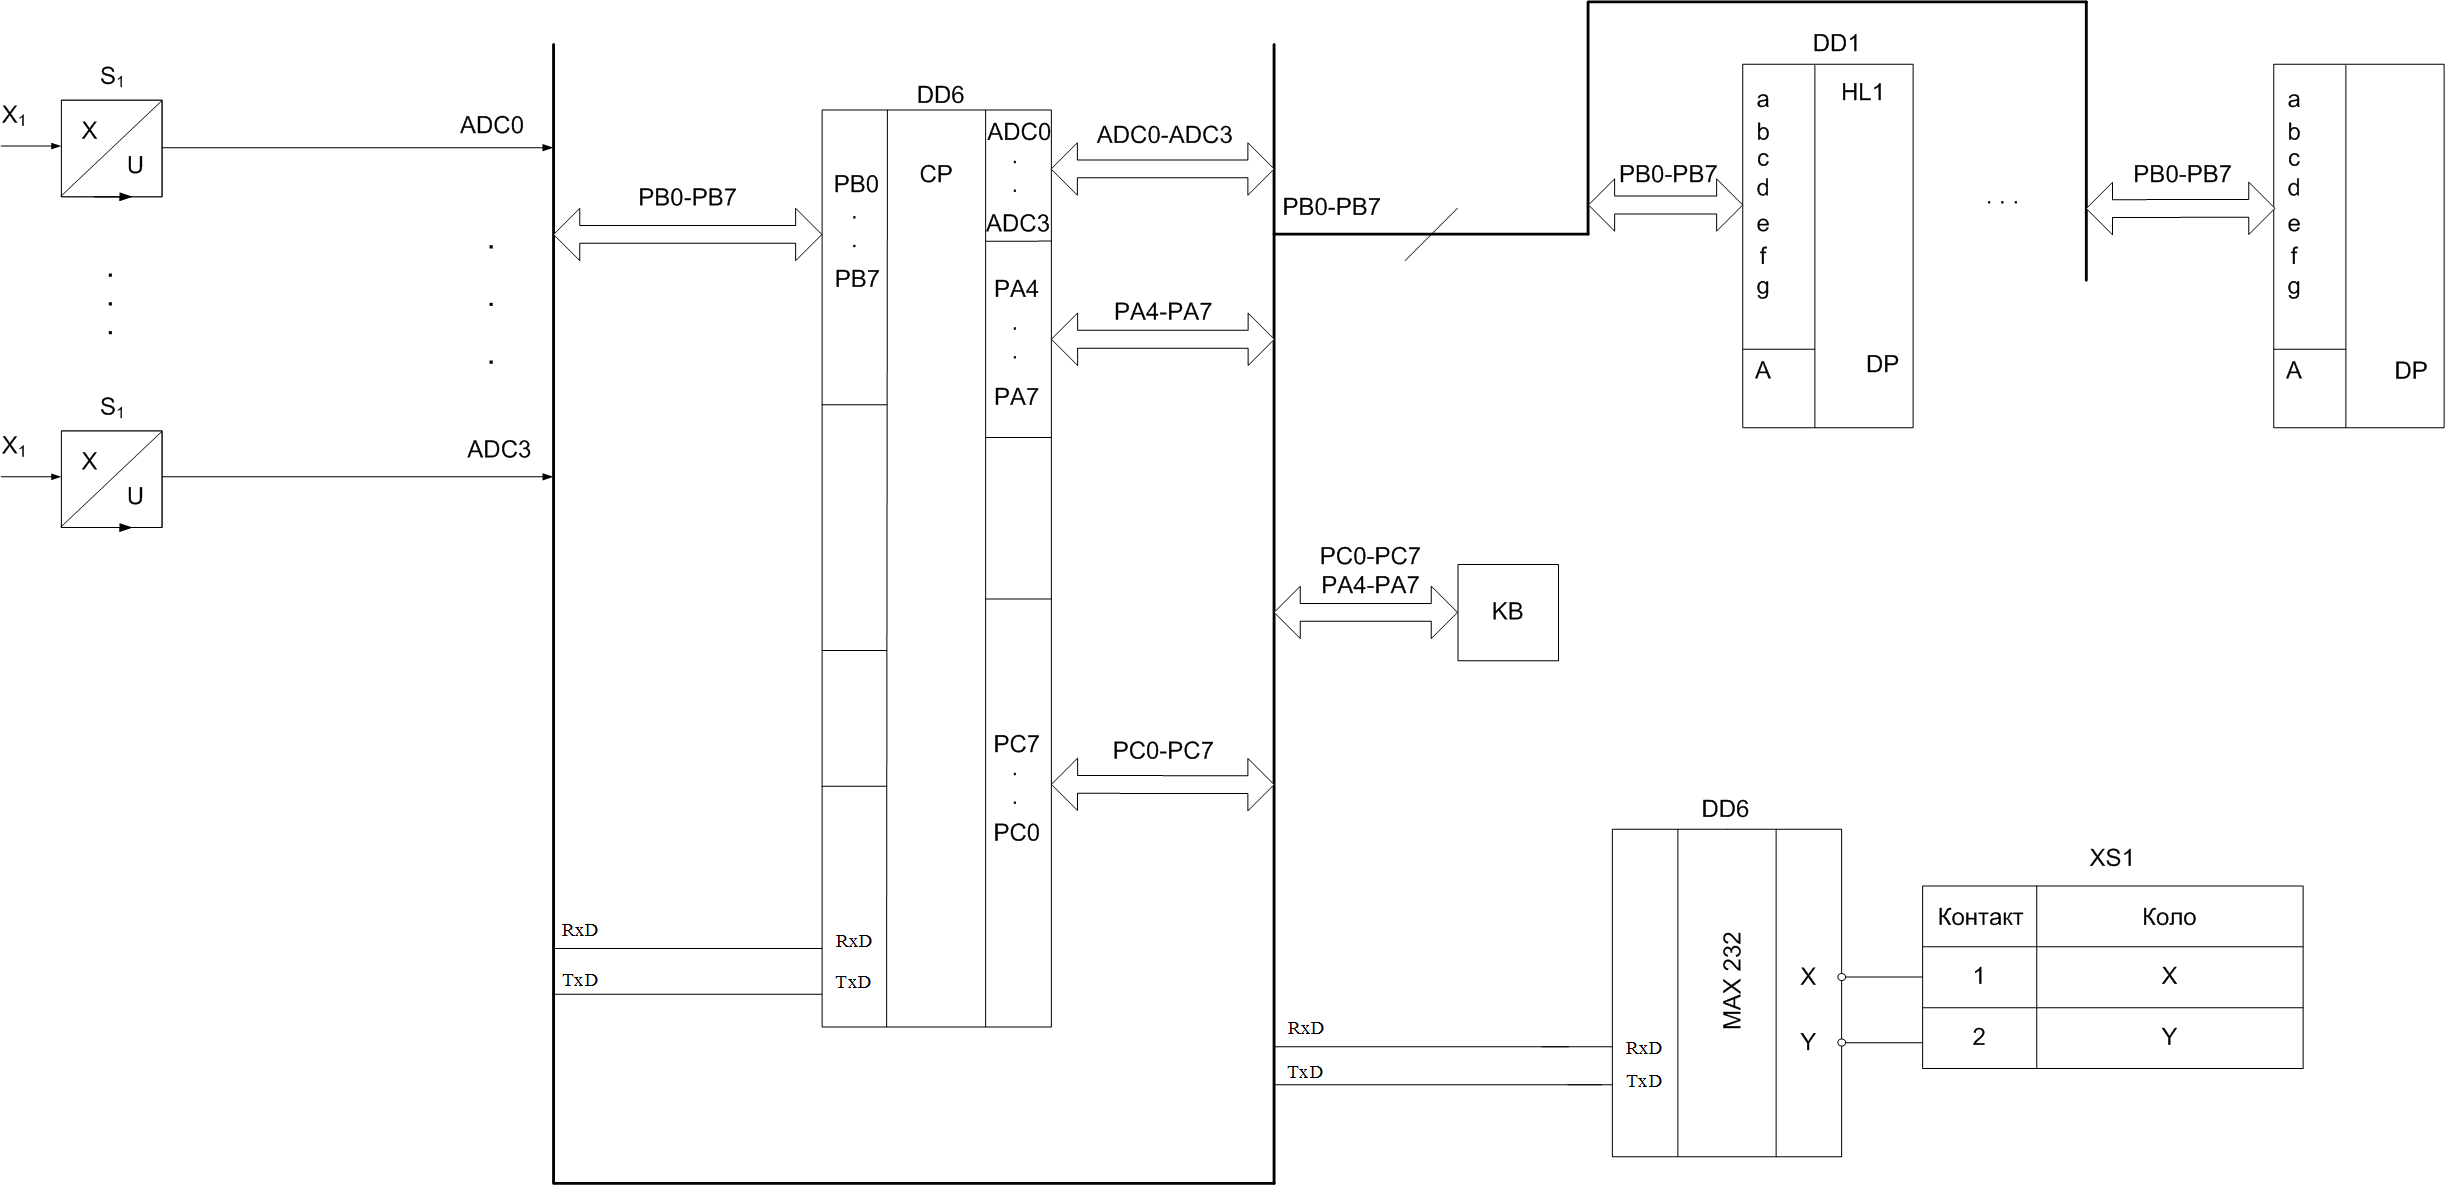 S₁
X₁
X
U
ADC0
S₁
X₁
X
U
ADC3
PB0-PB7
RxD
TxD
DD6
PB0
PB7
RxD
TxD
CP
ADC0
ADC3
PA4
PA7
PC7
PC0
ADC0-ADC3
PA4-PA7
PC0-PC7
PB0-PB7
PB0-PB7
DD1
a
b
c
d
e
f
g
A
HL1
DP
. . .
PB0-PB7
a
b
c
d
e
f
g
A
DP
PC0-PC7
PA4-PA7
KB
RxD
TxD
DD6
RxD
TxD
MAX 232
X
Y
XS1
Контакт Коло
1 X
2 Y